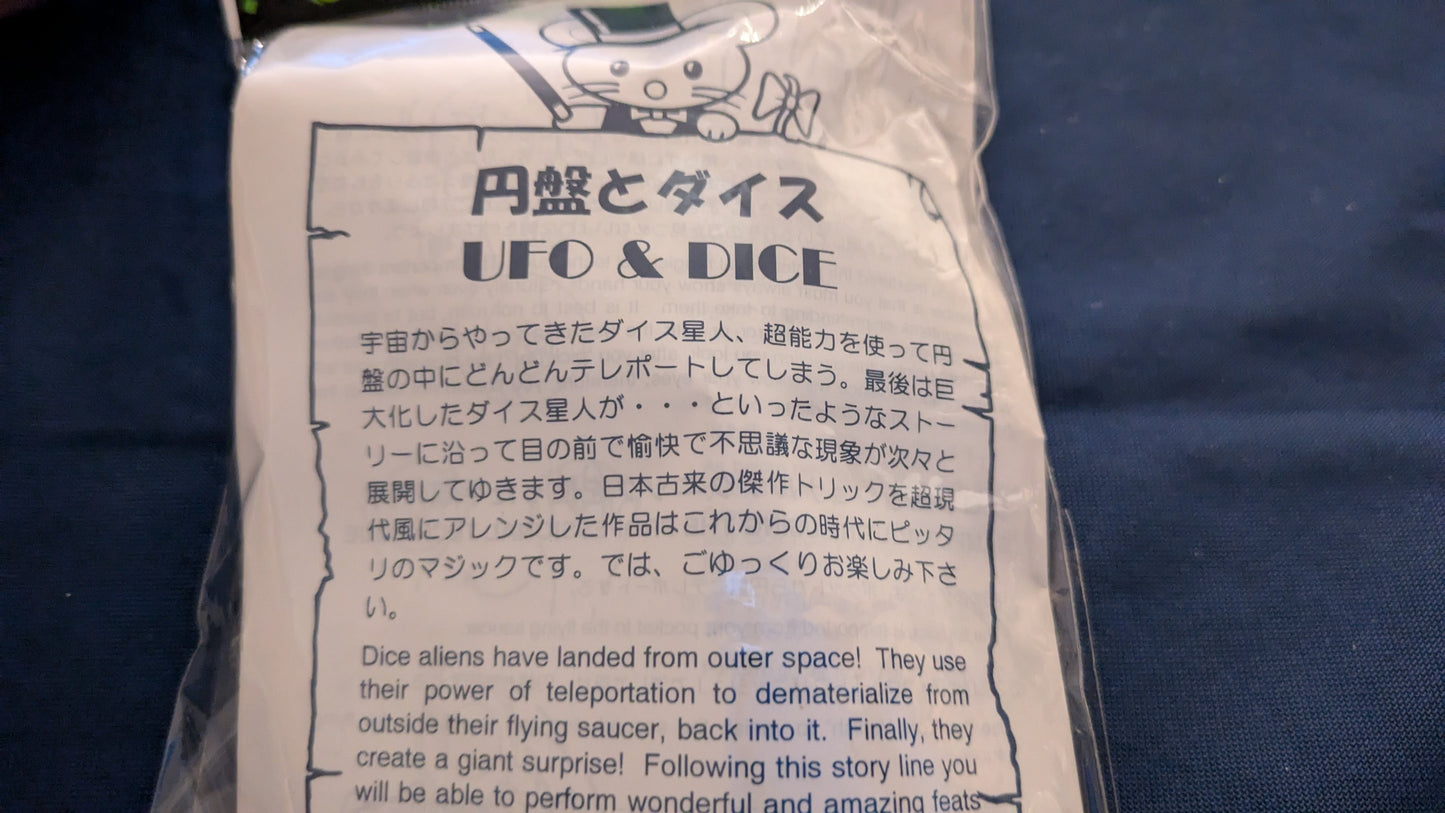 円盤とダイス
UFO & DICE
宇宙からやってきたダイス星人、超能力を使って円
盤の中にどんどんテレポートしてしまう。最後は巨
大化したダイス星人が・・・といったようなストー
リーに沿って目の前で愉快で不思議な現象が次々と
展開してゆきます。日本古来の傑作トリックを超現
代風にアレンジした作品はこれからの時代にピッタ
リのマジックです。では、ごゆっくりお楽しみ下さ
い。
Dice aliens have landed from outer space! They use
their power of teleportation to dematerialize from
outside their flying saucer, back into it. Finally, they
create a giant surprise! Following this story line you
will be able to perform wonderful and amazing feats